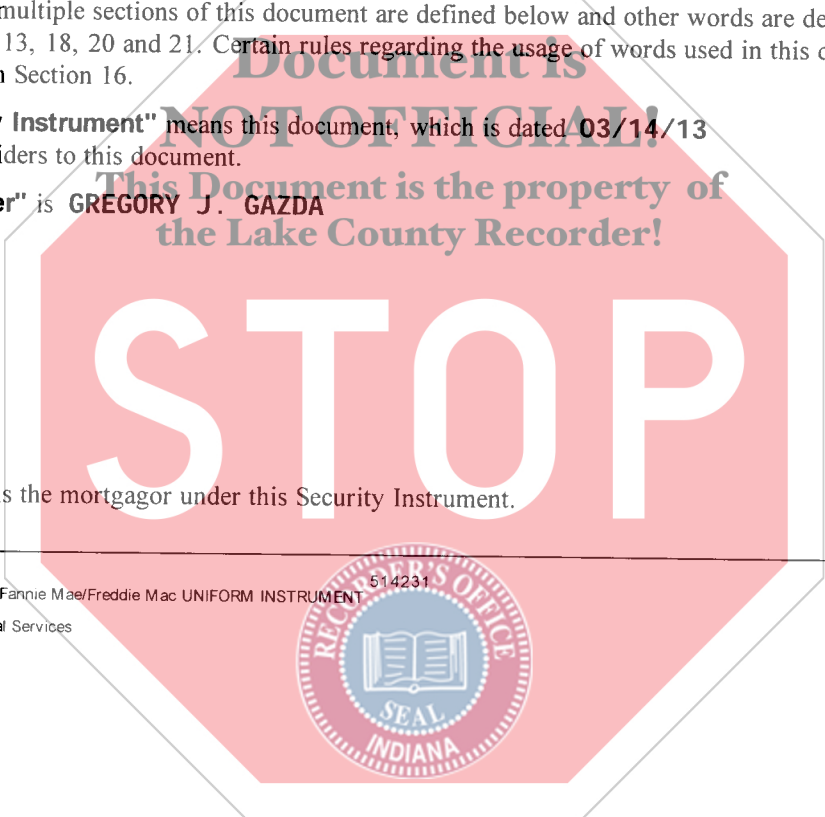 multiple sections of this document are defined below and other words are de
13, 18, 20 and 21. Certain rules regarding the usage of words used in this
Section 16.
Document is
Instrument" means this document, which is dated 03/14/13
NOT OFFICIAL!
iders to this document.
This Document is the property of
er" is GREGORY J. GAZDA
the Lake County Recorder!
STOP
s the mortgagor under this Security Instrument.
514231
Fannie Mae/Freddie Mac UNIFORM INSTRUMENT
al Services
RECORDER'S OFFICE
SEAL
INDIANA